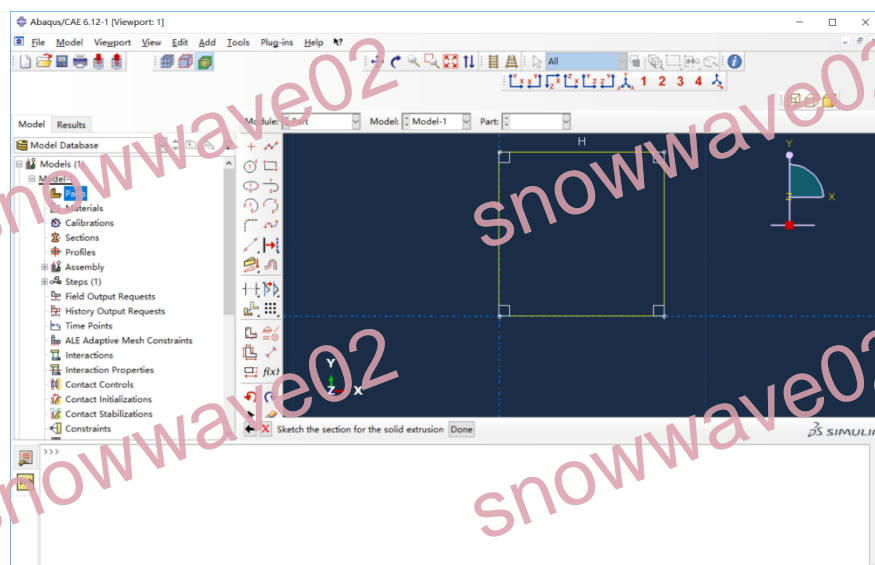 Abaqus/CAE 6.12-1 [Viewport: 1]
File Model Viewport View Edit Add Tools Plug-ins Help
All
1 2 3 4
Model Results
Module: Part Model: Model-1 Part:
Model Database
Models (1)
Model-1
Parts
Materials
Calibrations
Sections
Profiles
Assembly
Steps (1)
Field Output Requests
History Output Requests
Time Points
ALE Adaptive Mesh Constraints
Interactions
Interaction Properties
Contact Controls
Contact Initializations
Contact Stabilizations
Constraints
f(x)
H
Y
Z X
Y
Z X
Sketch the section for the solid extrusion Done
SIMULIA
>>>
snowwave02
snowwave02
snowwave02
snowwave02